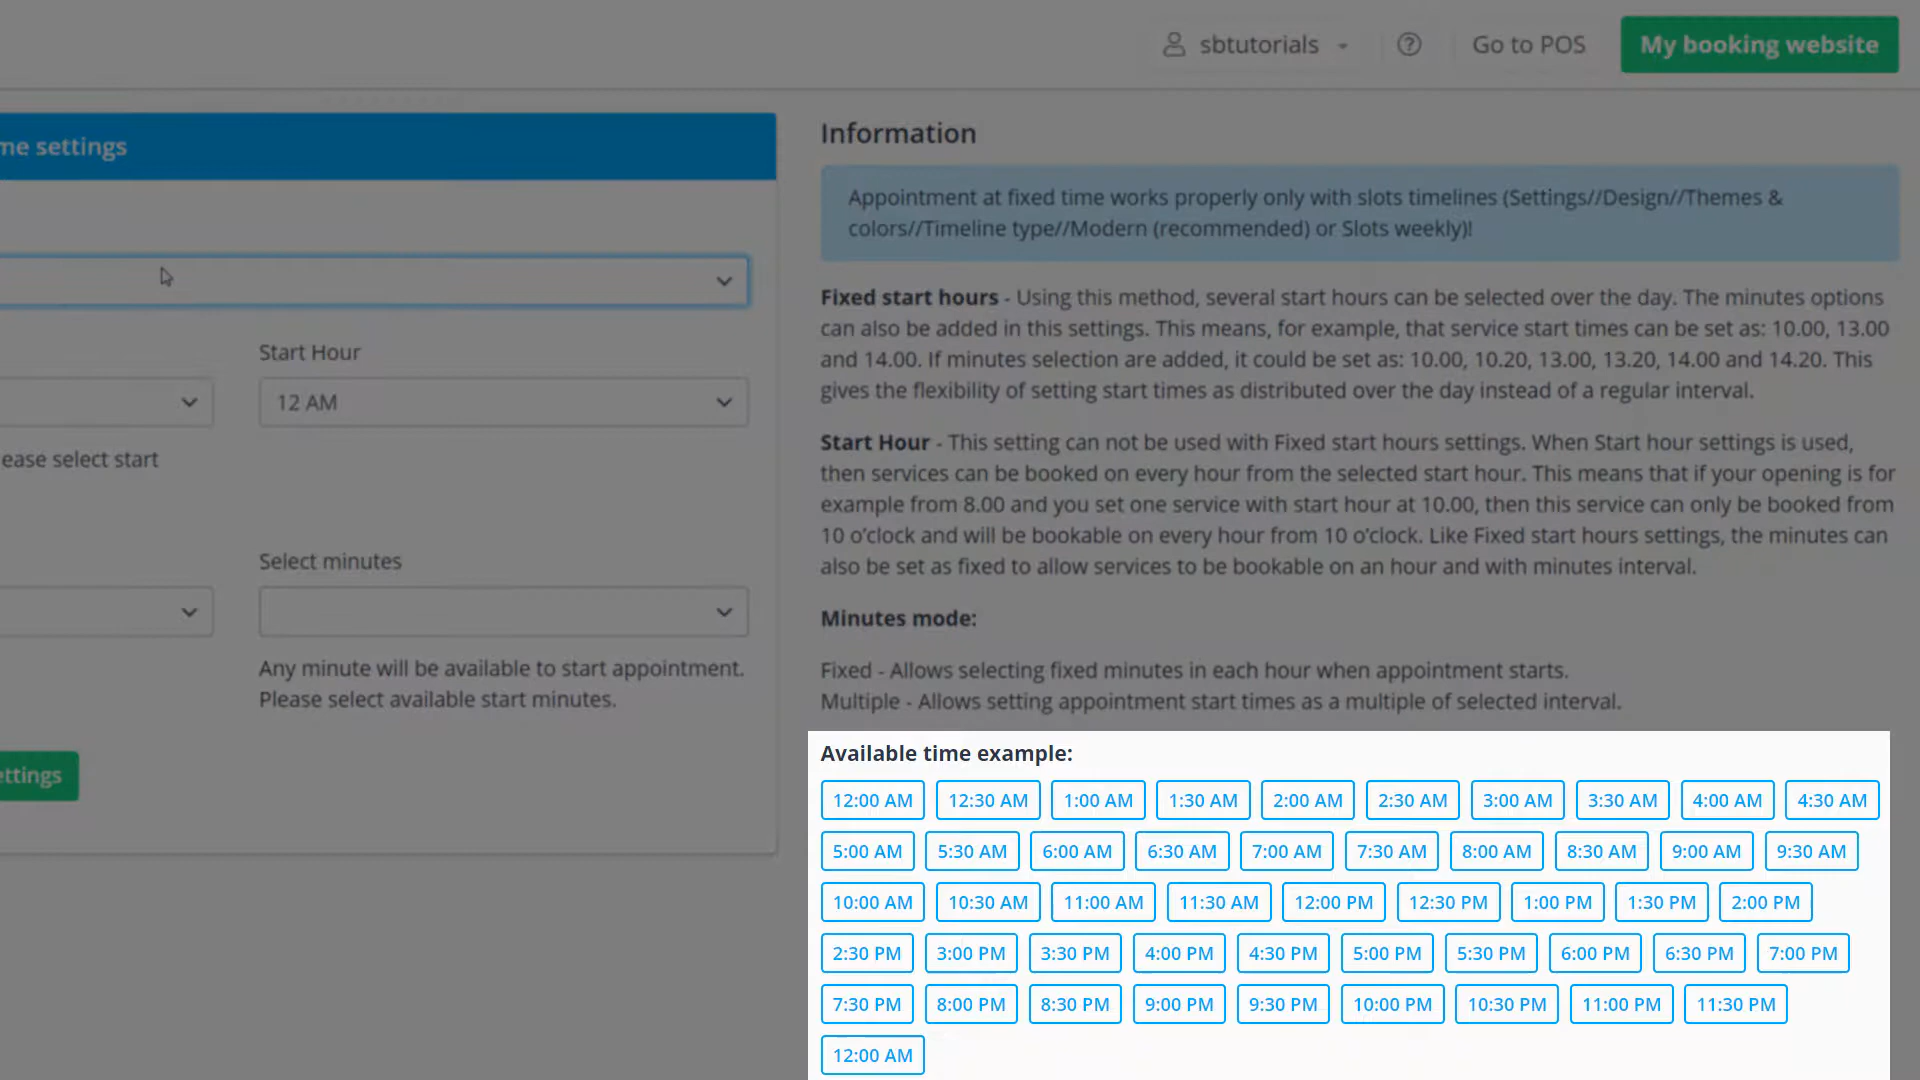 sbtutorials
Go to POS
My booking website
me settings
Start Hour
12 AM
ease select start
Select minutes
Any minute will be available to start appointment.
Please select available start minutes.
ettings
Information
Appointment at fixed time works properly only with slots timelines (Settings//Design//Themes &
colors//Timeline type//Modern (recommended) or Slots weekly)!
Fixed start hours - Using this method, several start hours can be selected over the day. The minutes options
can also be added in this settings. This means, for example, that service start times can be set as: 10.00, 13.00
and 14.00. If minutes selection are added, it could be set as: 10.00, 10.20, 13.00, 13.20, 14.00 and 14.20. This
gives the flexibility of setting start times as distributed over the day instead of a regular interval.
Start Hour - This setting can not be used with Fixed start hours settings. When Start hour settings is used,
then services can be booked on every hour from the selected start hour. This means that if your opening is for
example from 8.00 and you set one service with start hour at 10.00, then this service can only be booked from
10 o'clock and will be bookable on every hour from 10 o'clock. Like Fixed start hours settings, the minutes can
also be set as fixed to allow services to be bookable on an hour and with minutes interval.
Minutes mode:
Fixed - Allows selecting fixed minutes in each hour when appointment starts.
Multiple - Allows setting appointment start times as a multiple of selected interval.
Available time example:
12:00 AM 12:30 AM 1:00 AM 1:30 AM 2:00 AM 2:30 AM 3:00 AM 3:30 AM 4:00 AM 4:30 AM
5:00 AM 5:30 AM 6:00 AM 6:30 AM 7:00 AM 7:30 AM 8:00 AM 8:30 AM 9:00 AM 9:30 AM
10:00 AM 10:30 AM 11:00 AM 11:30 AM 12:00 PM 12:30 PM 1:00 PM 1:30 PM 2:00 PM
2:30 PM 3:00 PM 3:30 PM 4:00 PM 4:30 PM 5:00 PM 5:30 PM 6:00 PM 6:30 PM 7:00 PM
7:30 PM 8:00 PM 8:30 PM 9:00 PM 9:30 PM 10:00 PM 10:30 PM 11:00 PM 11:30 PM
12:00 AM